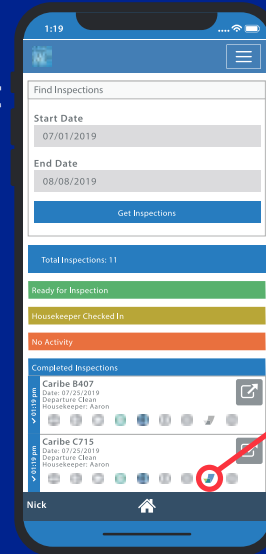 1:19
Find Inspections
Start Date
07/01/2019
End Date
08/08/2019
Get Inspections
Total Inspections: 11
Ready for Inspection
Housekeeper Checked In
No Activity
Completed Inspections
01:19 pm
Caribe B407
Date: 07/25/2019
Departure Clean
Housekeeper: Aaron
01:19 pm
Caribe C715
Date: 07/25/2019
Departure Clean
Housekeeper: Aaron
Nick